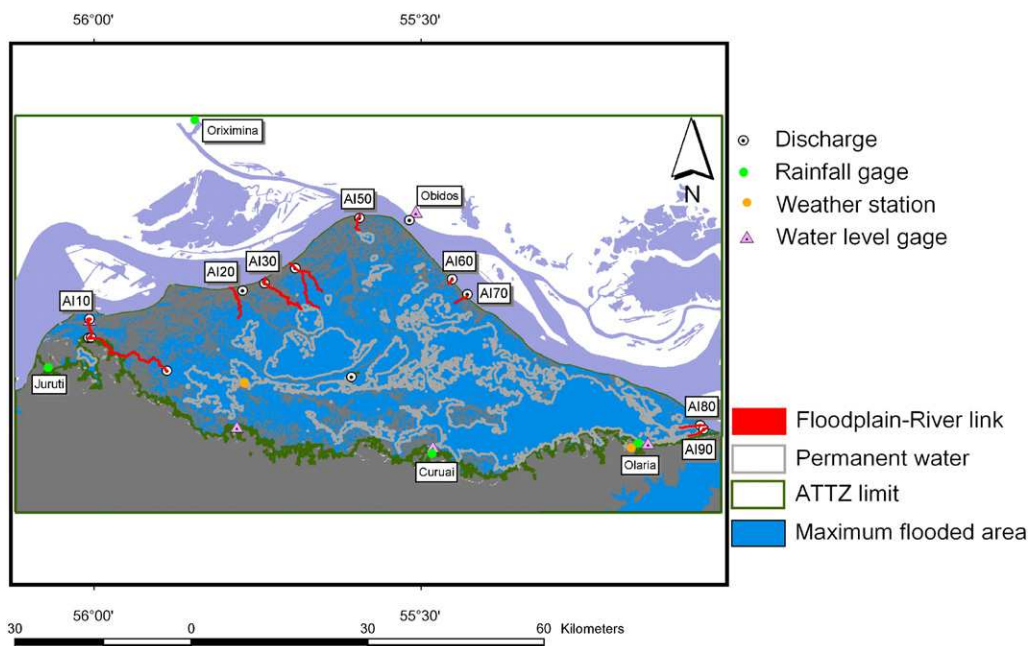 56°00'
55°30'
Oriximina
N
Discharge
Rainfall gage
Weather station
Water level gage
AI50
Obidos
AI20
AI30
AI60
AI70
AI10
Juruti
Curuai
Olaria
AI80
AI90
Floodplain-River link
Permanent water
ATTZ limit
Maximum flooded area
56°00'
55°30'
30
0
30
60
Kilometers